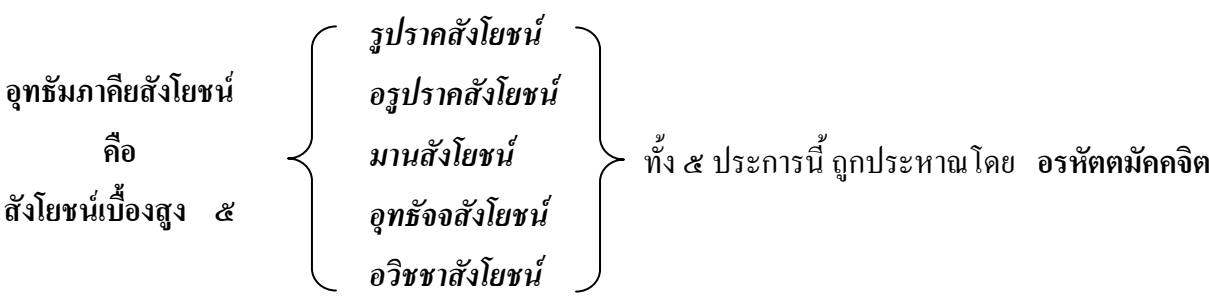 อุทธัมภาคียสังโยชน์
คือ
สังโยชน์เบื้องสูง ๕
รูปราคสังโยชน์
อรูปราคสังโยชน์
มานสังโยชน์
อุทธัจจสังโยชน์
อวิชชาสังโยชน์
ทั้ง ๕ ประการนี้ ถูกประหาณโดย อรหัตตมัคคจิต